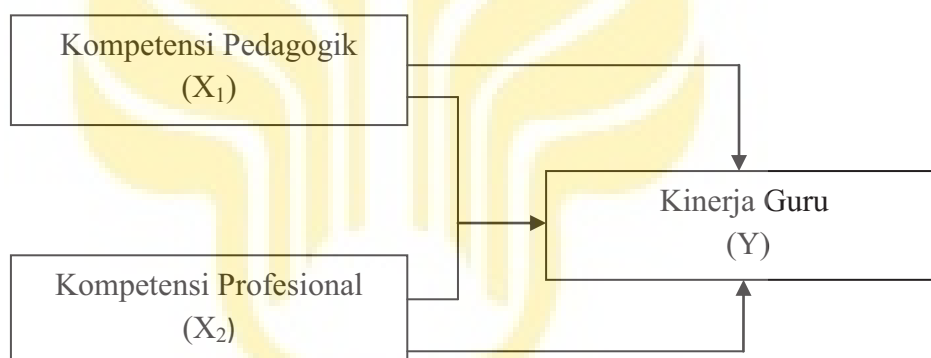 Kompetensi Pedagogik
(X₁)
Kinerja Guru
(Y)
Kompetensi Profesional
(X₂)